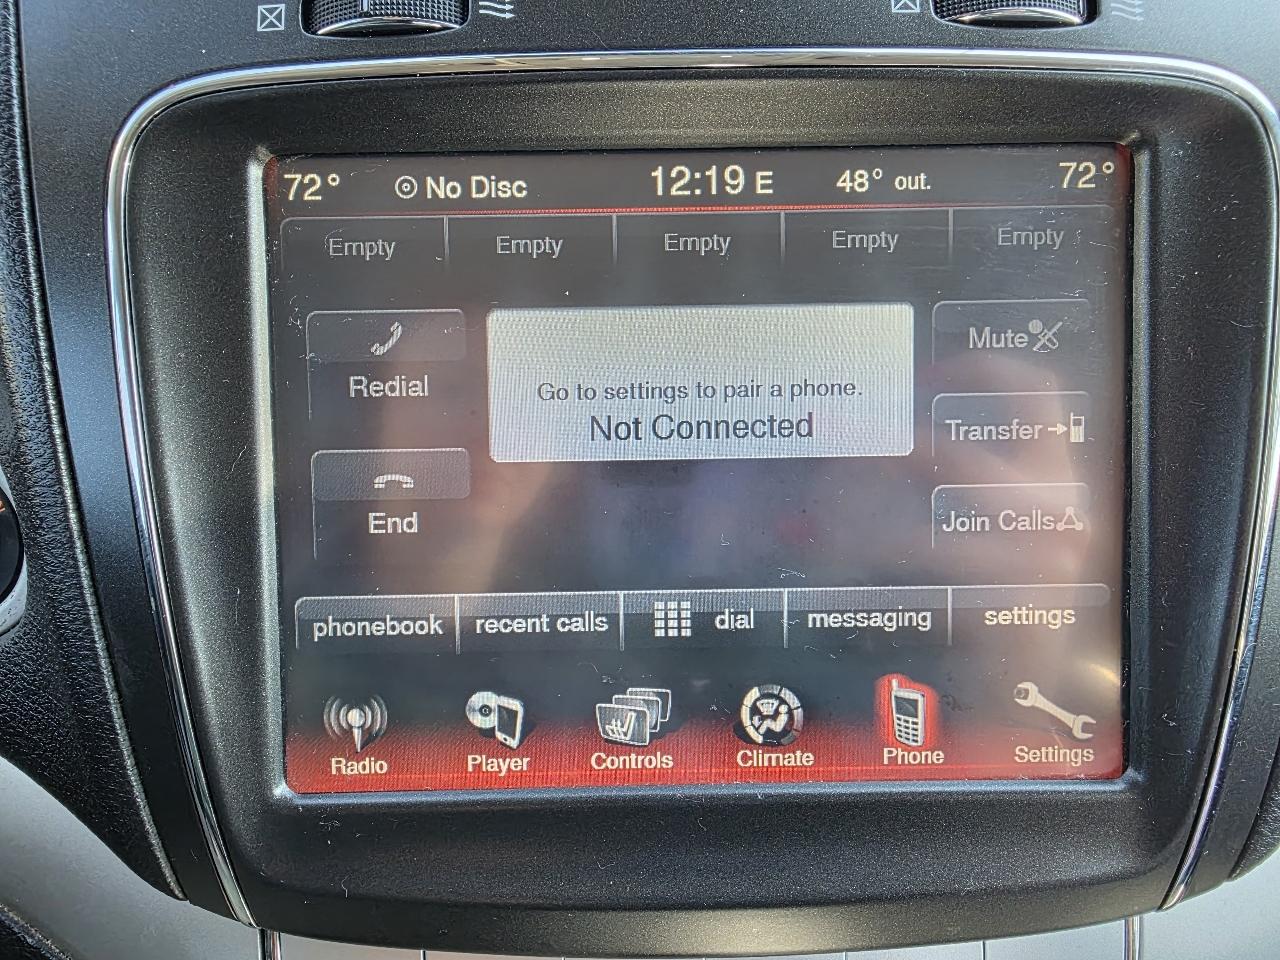 72° No Disc 12:19 E 48° out. 72°
Empty Empty Empty Empty Empty
Redial
End
Go to settings to pair a phone.
Not Connected
Mute
Transfer
Join Calls
phonebook recent calls dial messaging settings
Radio Player Controls Climate Phone Settings